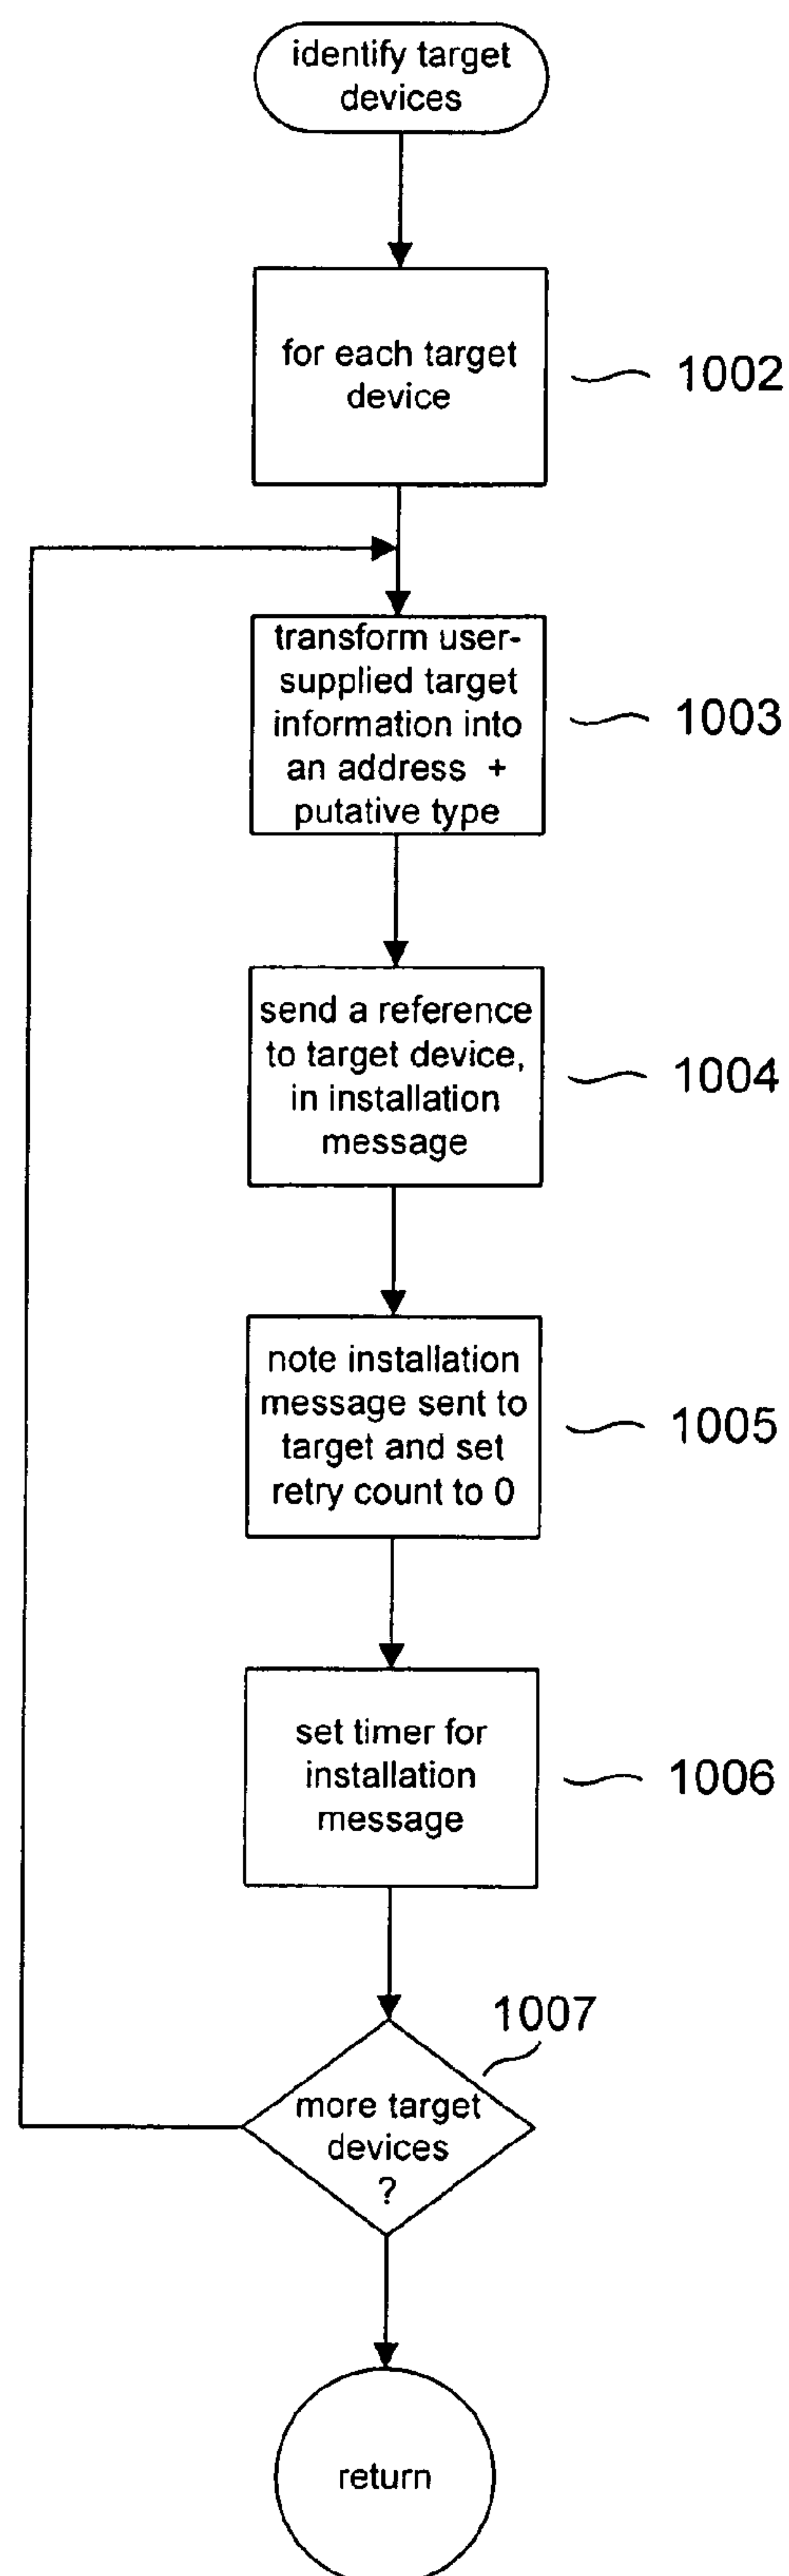 identify target
devices
for each target
device
1002
transform user-
supplied target
information into
an address +
putative type
1003
send a reference
to target device,
in installation
message
1004
note installation
message sent to
target and set
retry count to 0
1005
set timer for
installation
message
1006
1007
more target
devices
?
return